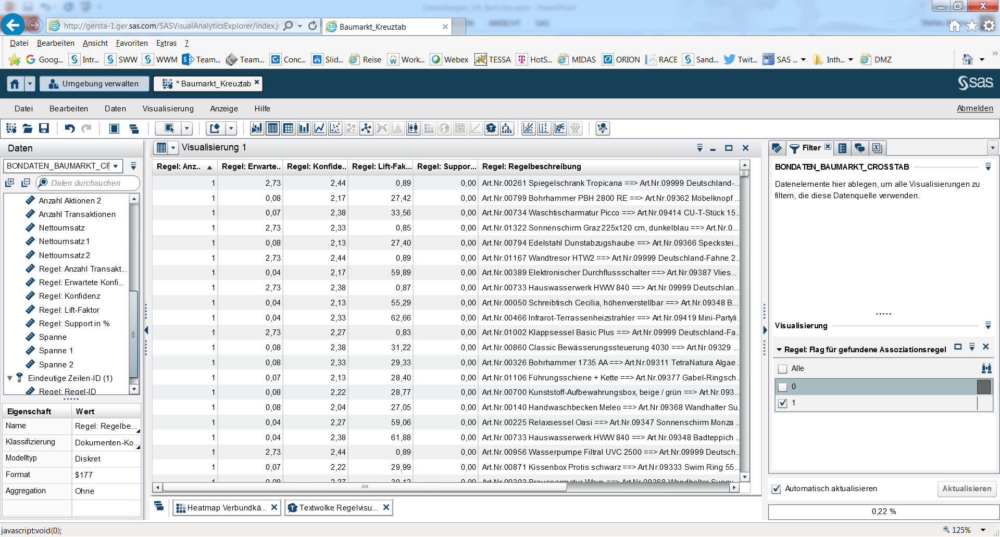 http://gersta-1.ger.sas.com/SASVisualAnalyticsExplorer/index.js
Baumarkt_Kreuztab
Datei Bearbeiten Ansicht Favoriten Extras ?
Goog... Intr... SWW WWM Team... Team... Conc... Slid... Reise Work... Webex TESSA HotS... MIDAS ORION RACE Sand... Twit... SAS ... Inth... DMZ
Umgebung verwalten * Baumarkt_Kreuztab sas
Datei Bearbeiten Daten Visualisierung Anzeige Hilfe Abmelden
Daten
BONDATEN_BAUMARKT_CR
Daten durchsuchen
Anzahl Aktionen 2
Anzahl Transaktionen
Nettoumsatz
Nettoumsatz 1
Nettoumsatz 2
Regel: Anzahl Transakt...
Regel: Erwartete Konfi...
Regel: Konfidenz
Regel: Lift-Faktor
Regel: Support in %
Spanne
Spanne 1
Spanne 2
Eindeutige Zeilen-ID (1)
Regel: Regel-ID
Eigenschaft Wert
Name Regel: Regelbe...
Klassifizierung Dokumenten-Ko...
Modelltyp Diskret
Format $177
Aggregation Ohne
Visualisierung 1
Regel: Anz.. Regel: Erwarte.. Regel: Konfide.. Regel: Lift-Fak... Regel: Suppor... Regel: Regelbeschreibung
1 2,73 2,44 0,89 0,00 Art.Nr.00261 Spiegelschrank Tropicana ==> Art.Nr.09999 Deutschland-...
1 0,08 2,17 27,42 0,00 Art.Nr.00799 Bohrhammer PBH 2800 RE ==> Art.Nr.09362 Möbelknopf ...
1 0,07 2,38 33,56 0,00 Art.Nr.00734 Waschtischarmatur Picco ==> Art.Nr.09414 CU-T-Stück 15..
1 2,73 2,33 0,85 0,00 Art.Nr.01322 Sonnenschirm Graz 225x120 cm, dunkelblau ==> Art.Nr.0...
1 0,08 2,13 27,40 0,00 Art.Nr.00794 Edelstahl Dunstabzugshaube ==> Art.Nr.09366 Speckstei...
1 2,73 2,44 0,89 0,00 Art.Nr.01167 Wandtresor HTW2 ==> Art.Nr.09999 Deutschland-Fahne 2...
1 0,04 2,17 59,89 0,00 Art.Nr.00389 Elektronischer Durchflussschalter ==> Art.Nr.09387 Vlies...
1 2,73 2,38 0,87 0,00 Art.Nr.00733 Hauswasserwerk HWW 840 ==> Art.Nr.09999 Deutschlan...
1 0,04 2,13 55,29 0,00 Art.Nr.00050 Schreibtisch Cecilia, höhenverstellbar ==> Art.Nr.09348 B...
1 0,04 2,33 62,66 0,00 Art.Nr.00466 Infrarot-Terrassenheizstrahler ==> Art.Nr.09419 Mini-Partyli.
1 2,73 2,27 0,83 0,00 Art.Nr.01002 Klappsessel Basic Plus ==> Art.Nr.09999 Deutschland-Fa...
1 0,08 2,38 31,22 0,00 Art.Nr.00860 Classic Bewässerungssteuerung 4030 ==> Art.Nr.09329 ...
1 0,08 2,33 29,33 0,00 Art.Nr.00326 Bohrhammer 1735 AA ==> Art.Nr.09311 TetraNatura Algae .
1 0,07 2,13 28,40 0,00 Art.Nr.01106 Führungsschiene + Kette ==> Art.Nr.09377 Gabel-Ringsch...
1 0,08 2,22 28,77 0,00 Art.Nr.00700 Kunststoff-Aufbewahrungsbox, beige / grün ==> Art.Nr.093...
1 0,08 2,04 27,05 0,00 Art.Nr.00140 Handwaschbecken Meleo ==> Art.Nr.09368 Wandhalter Su..
1 0,04 2,27 59,06 0,00 Art.Nr.00225 Relaxsessel Oasi ==> Art.Nr.09347 Sonnenschirm Monza ..
1 0,04 2,38 61,88 0,00 Art.Nr.00733 Hauswasserwerk HWW 840 ==> Art.Nr.09348 Badteppich ..
1 2,73 2,44 0,89 0,00 Art.Nr.00956 Wasserpumpe Filtral UVC 2500 ==> Art.Nr.09999 Deutsch...
1 0,07 2,22 29,99 0,00 Art.Nr.00871 Kissenbox Protis schwarz ==> Art.Nr.09333 Swim Ring 55...
Heatmap Verbundkä... Textwolke Regelvisu...
Filter
BONDATEN_BAUMARKT_CROSSTAB
Datenelemente hier ablegen, um alle Visualisierungen zu
filtern, die diese Datenquelle verwenden.
Visualisierung
Regel: Flag für gefundene Assoziationsregel
Alle
0
1
Automatisch aktualisieren Aktualisieren
0,22 %
javascript:void(0);
125%